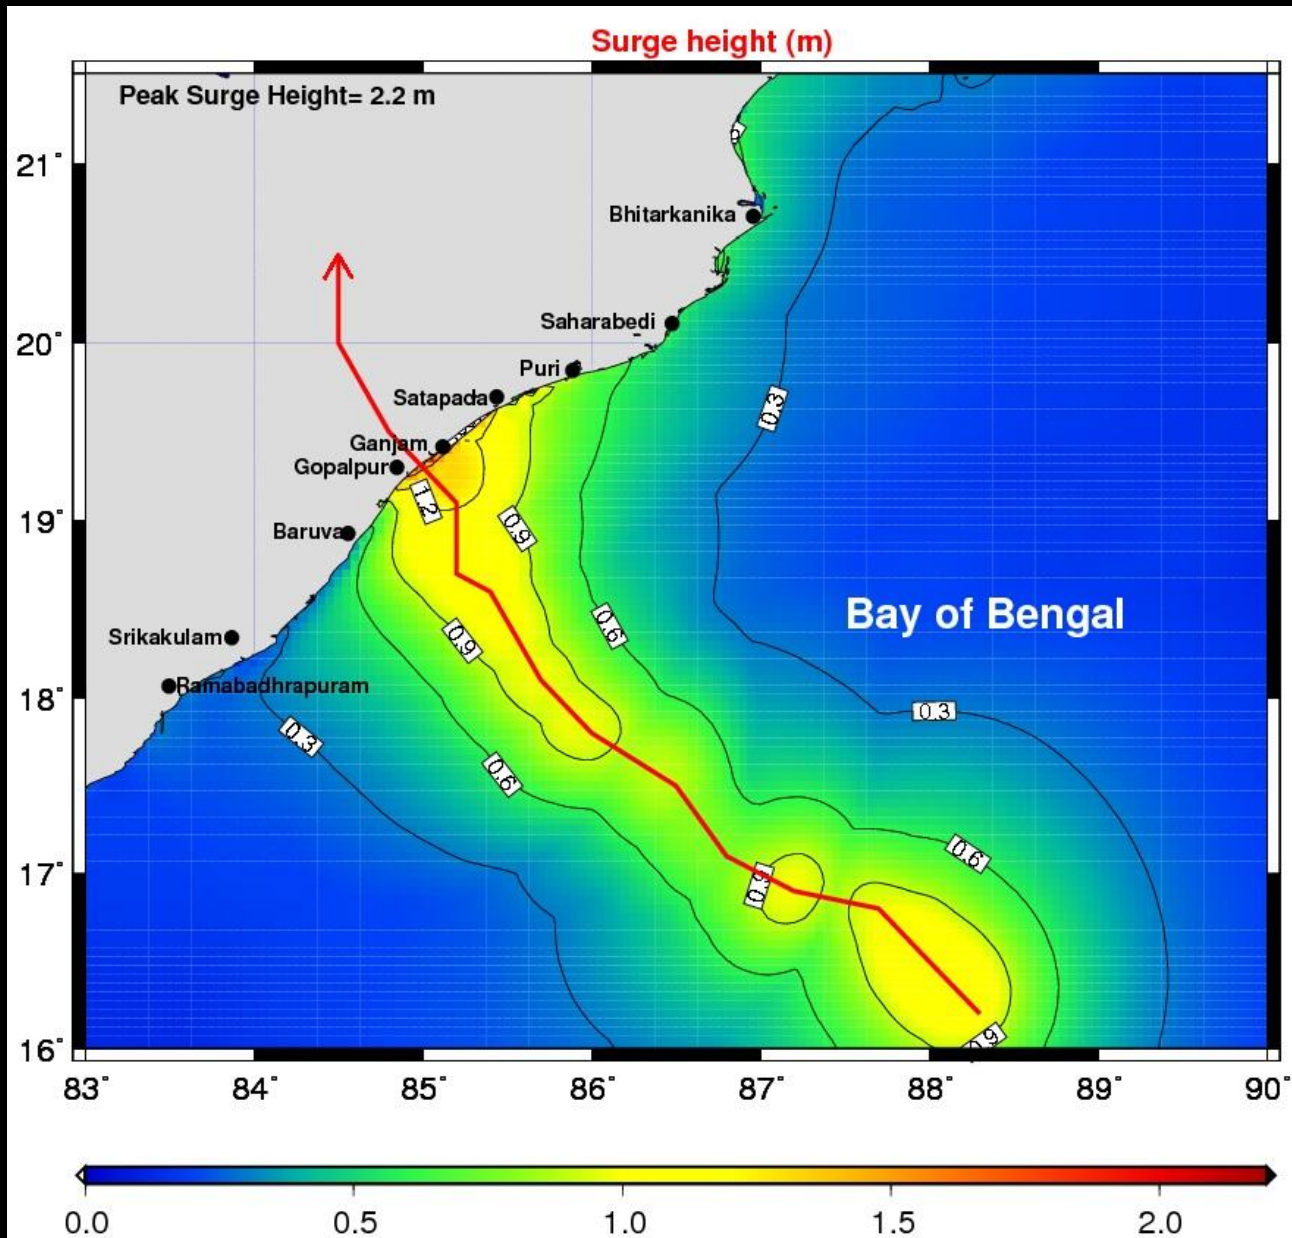 Surge height (m)
Peak Surge Height= 2.2 m
21°
Bhitarkanika
Saharabedi
20°
Puri
Satapada
Ganjam
Gopalpur
1.2
0.3
19°
0.9
Baruva
Bay of Bengal
0.6
0.9
Srikakulam
Ramabadhrapuram
18°
0.3
0.3
0.6
0.6
17°
0.9
0.9
16°
83° 84° 85° 86° 87° 88° 89° 90°
0.0 0.5 1.0 1.5 2.0